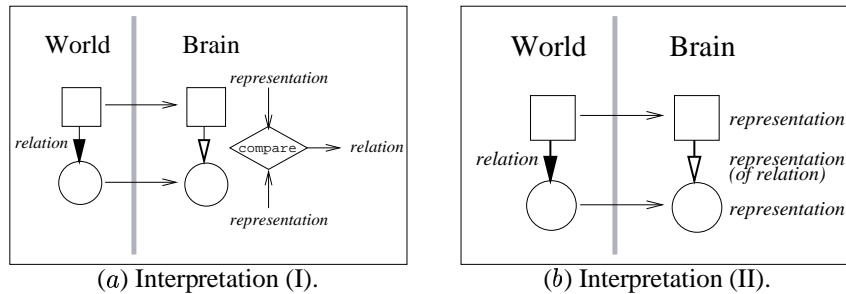 World
Brain
representation
relation
compare
relation
representation
(a) Interpretation (I).
World
Brain
representation
relation
representation
(of relation)
representation
(b) Interpretation (II).